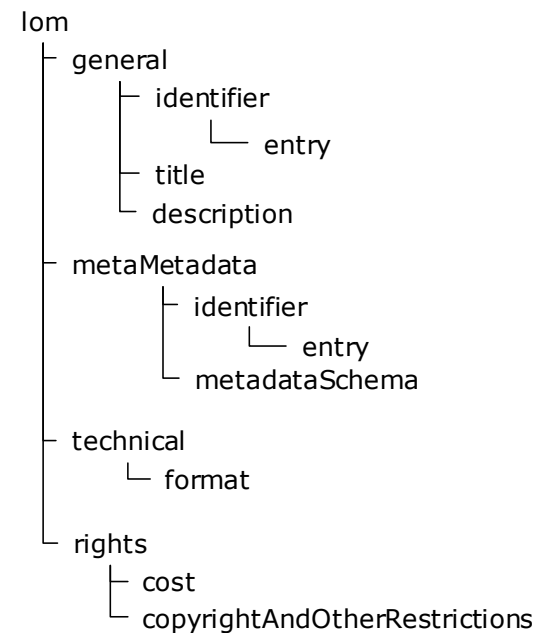 lom
general
identifier
entry
title
description
metaMetadata
identifier
entry
metadataSchema
technical
format
rights
cost
copyrightAndOtherRestrictions